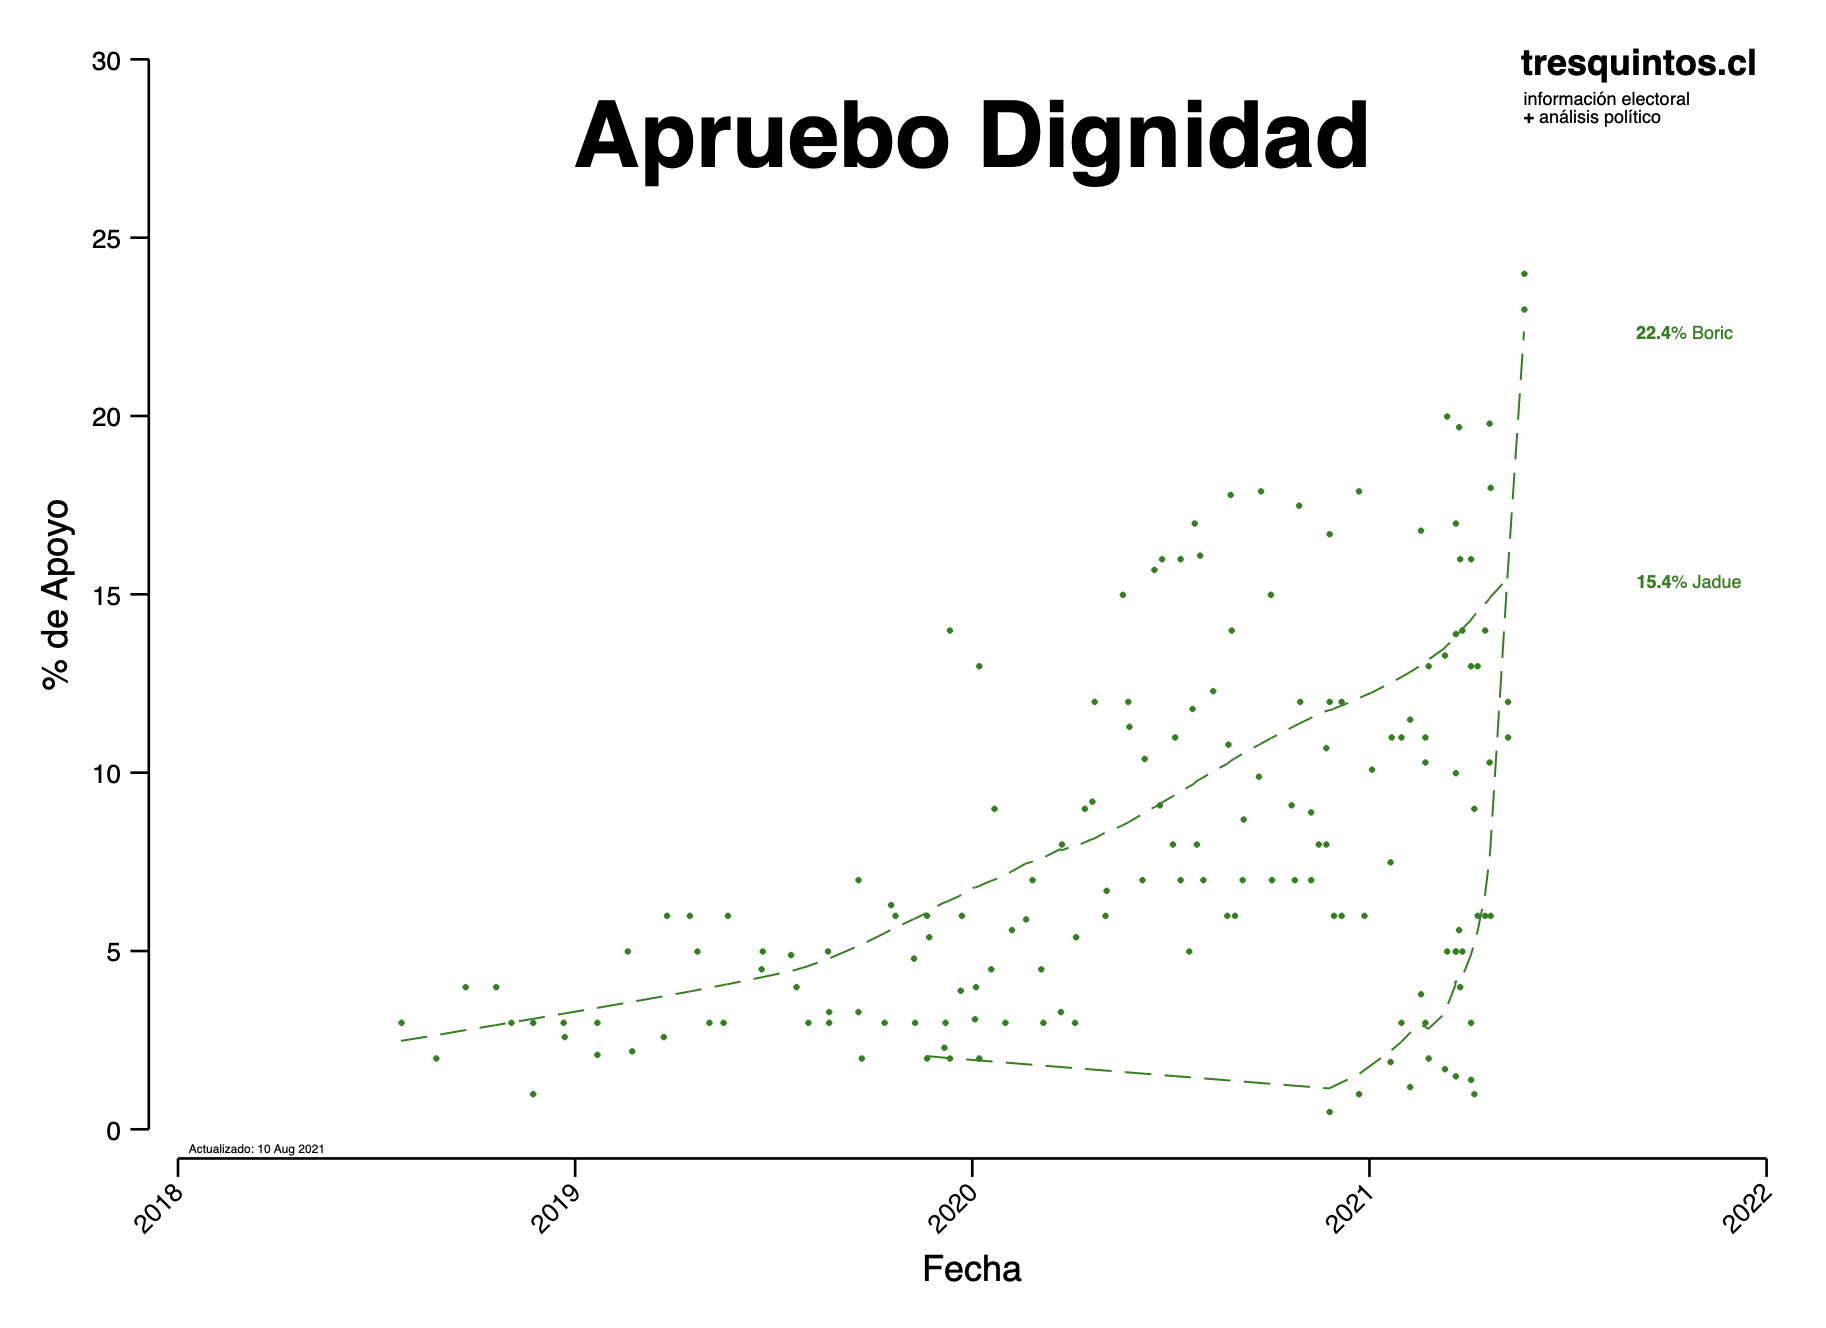 30
25
20
15
10
5
0
% de Apoyo
Apruebo Dignidad
tresquintos.cl
información electoral
+ análisis político
22.4% Boric
15.4% Jadue
Actualizado: 10 Aug 2021
2018
2019
2020
2021
2022
Fecha